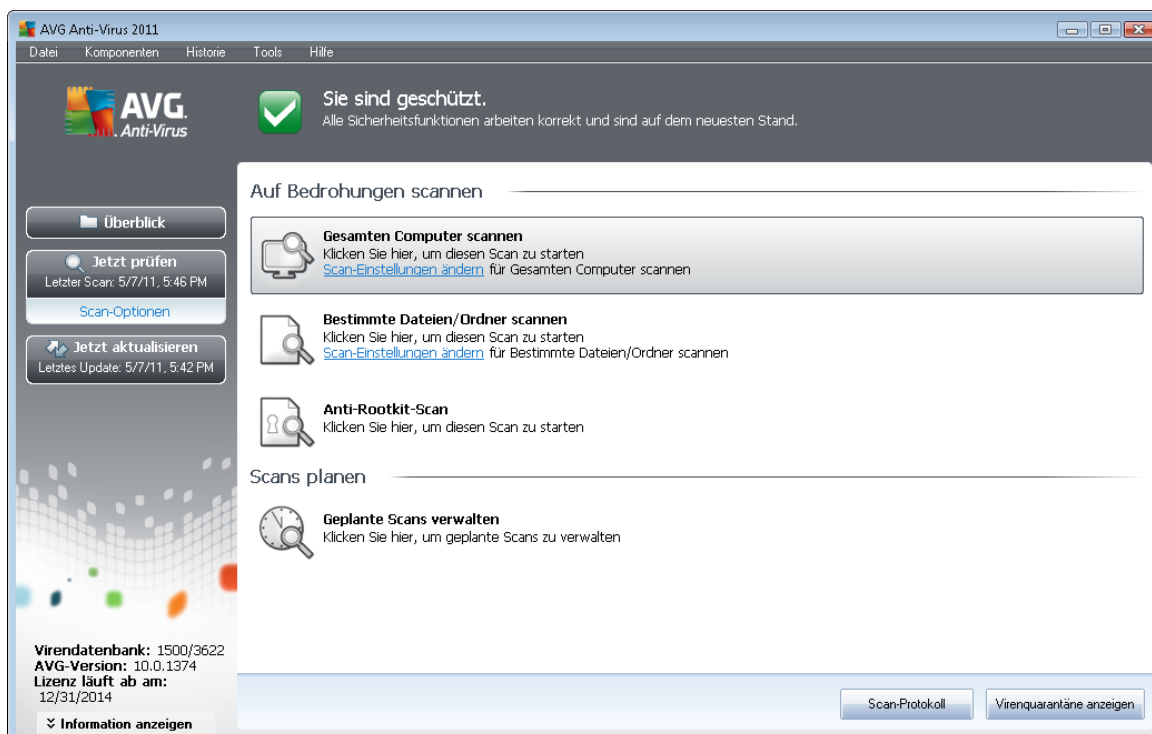 AVG Anti-Virus 2011
Datei Komponenten Historie Tools Hilfe
AVG.
Anti-Virus
Sie sind geschützt.
Alle Sicherheitsfunktionen arbeiten korrekt und sind auf dem neuesten Stand.
Überblick
Jetzt prüfen
Letzter Scan: 5/7/11, 5:46 PM
Scan-Optionen
Jetzt aktualisieren
Letztes Update: 5/7/11, 5:42 PM
Auf Bedrohungen scannen
Gesamten Computer scannen
Klicken Sie hier, um diesen Scan zu starten
Scan-Einstellungen ändern für Gesamten Computer scannen
Bestimmte Dateien/Ordner scannen
Klicken Sie hier, um diesen Scan zu starten
Scan-Einstellungen ändern für Bestimmte Dateien/Ordner scannen
Anti-Rootkit-Scan
Klicken Sie hier, um diesen Scan zu starten
Scans planen
Geplante Scans verwalten
Klicken Sie hier, um geplante Scans zu verwalten
Virendatenbank: 1500/3622
AVG-Version: 10.0.1374
Lizenz läuft ab am:
12/31/2014
Information anzeigen
Scan-Protokoll
Virenquarantäne anzeigen